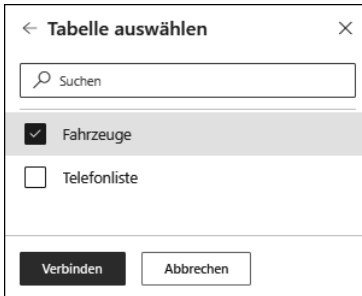 Tabelle auswählen
Suchen
Fahrzeuge
Telefonliste
Verbinden Abbrechen